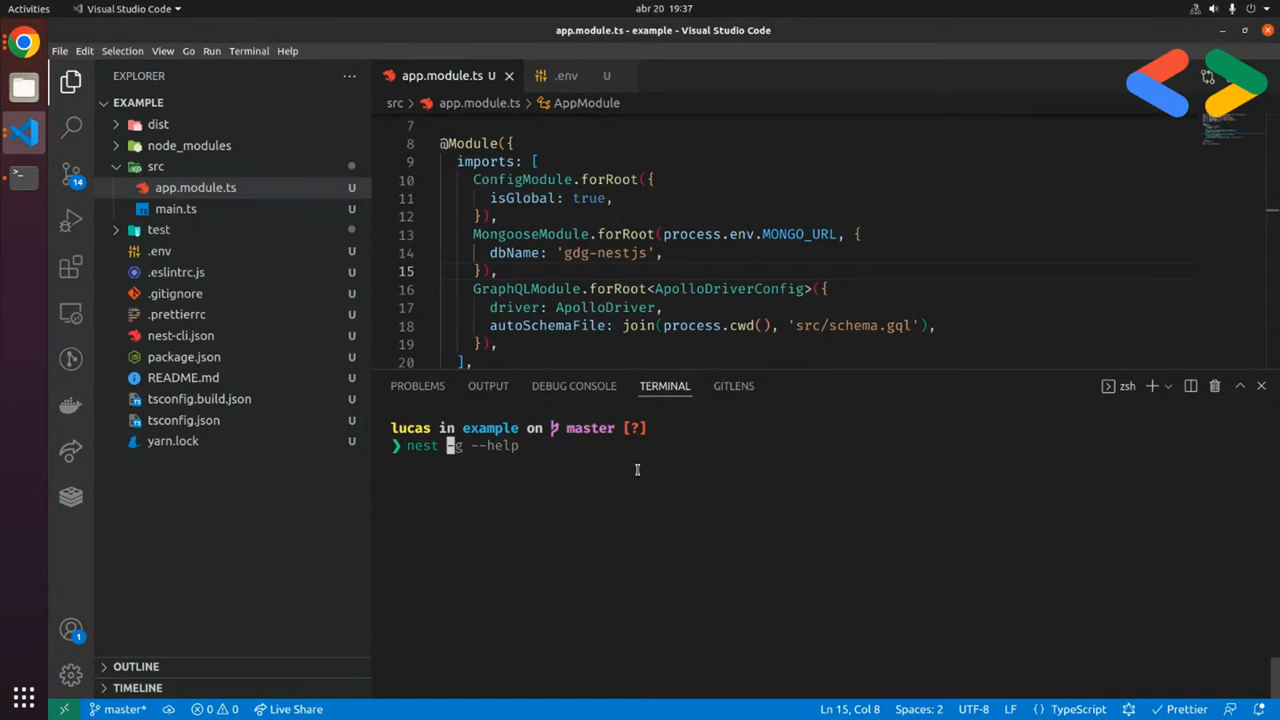 Activities
Visual Studio Code
abr 20 19:37
app.module.ts - example - Visual Studio Code
File Edit Selection View Go Run Terminal Help
EXPLORER
EXAMPLE
dist
node_modules
src
app.module.ts U
main.ts U
test
.env U
.eslintrc.js U
.gitignore U
.prettierrc U
nest-cli.json U
package.json U
README.md U
tsconfig.build.json U
tsconfig.json U
yarn.lock U
OUTLINE
TIMELINE
14
1
app.module.ts U
.env U
src > app.module.ts > AppModule
7
8 @Module({
9 imports: [
10 ConfigModule.forRoot({
11 isGlobal: true,
12 }),
13 MongooseModule.forRoot(process.env.MONGO_URL, {
14 dbName: 'gdg-nestjs',
15 }),
16 GraphQLModule.forRoot<ApolloDriverConfig>({
17 driver: ApolloDriver,
18 autoSchemaFile: join(process.cwd(), 'src/schema.gql'),
19 }),
20 ],
PROBLEMS OUTPUT DEBUG CONSOLE TERMINAL GITLENS
zsh
lucas in example on master [?]
❯ nest -g --help
master* 0 0 Live Share
Ln 15, Col 8 Spaces: 2 UTF-8 LF {} TypeScript Prettier